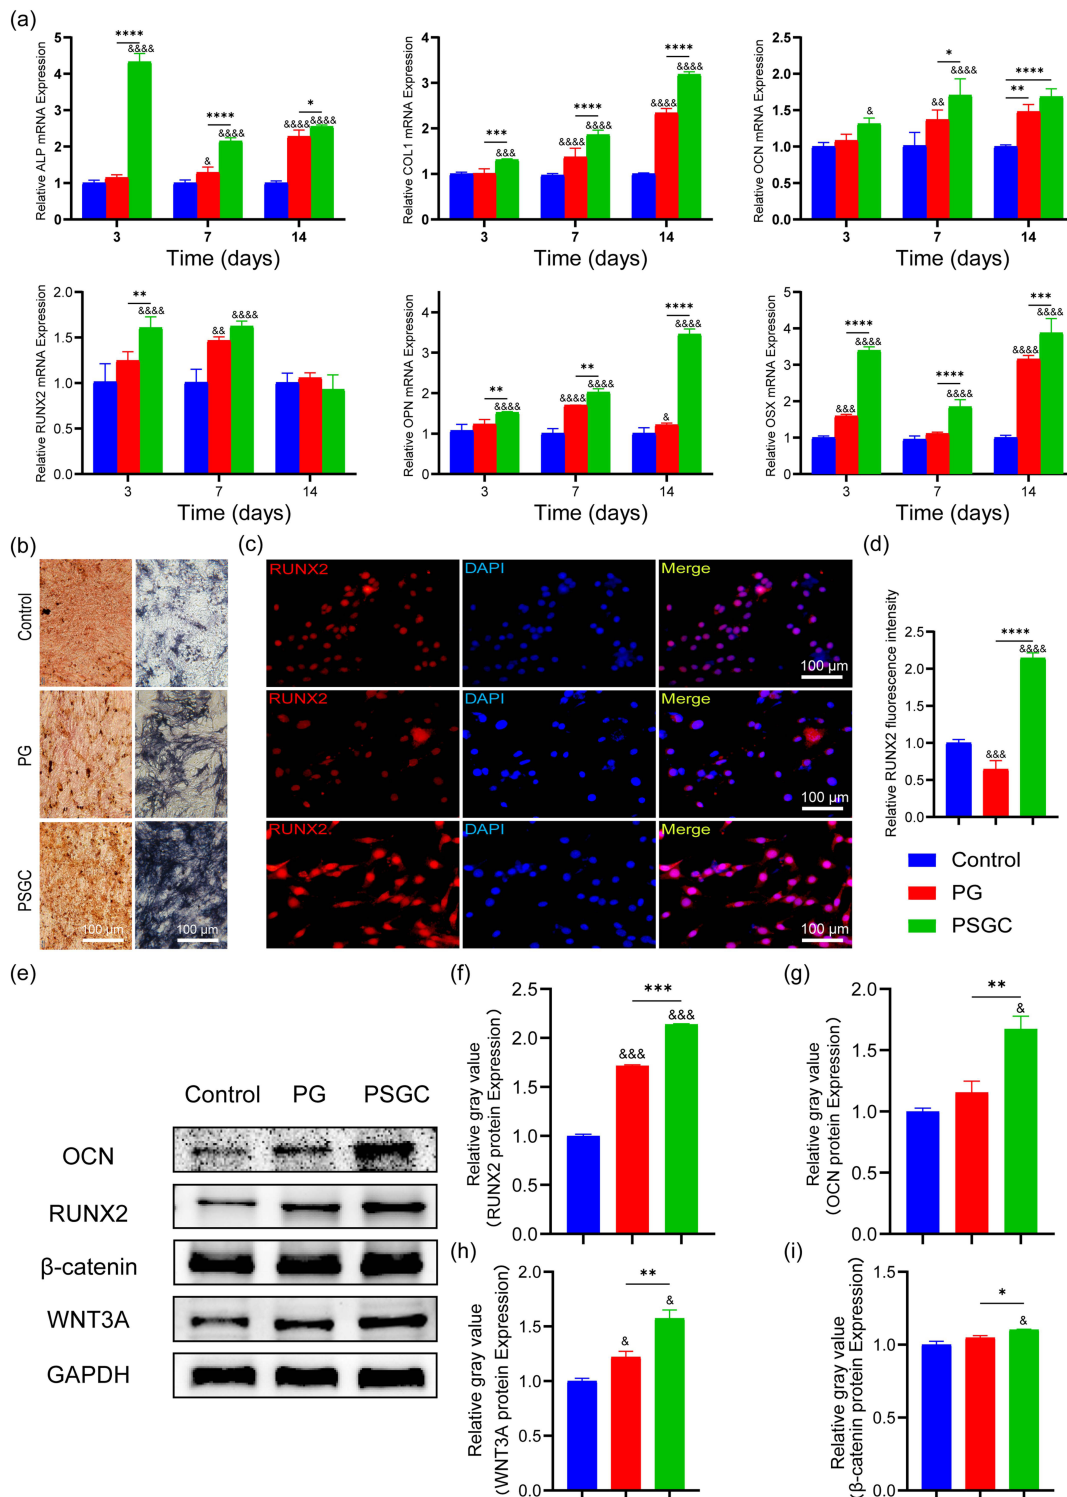 (a)
Relative ALP mRNA Expression
5
4
3
2
1
0
****
&&&&
&
****
&&&&
&&&&
*
&&&&
3
7
14
Time (days)
Relative COL1 mRNA Expression
4
3
2
1
0
***
&&&
&&&&
****
&&&&
&&&&
****
&&&&
3
7
14
Time (days)
Relative OCN mRNA Expression
2.5
2.0
1.5
1.0
0.5
0.0
&
&&
*
&&&&
**
****
3
7
14
Time (days)
Relative RUNX2 mRNA Expression
2.0
1.5
1.0
0.5
0.0
**
&&&&
&&
&&&&
3
7
14
Time (days)
Relative OPN mRNA Expression
4
2
0
**
&&&&
&&&&
**
&&&&
&
****
&&&&
3
7
14
Time (days)
Relative OSX mRNA Expression
5
4
3
2
1
0
&&&
****
&&&&
****
&&&&
&&&&
***
&&&&
3
7
14
Time (days)
(b)
Control
PG
PSGC
100 μm
100 μm
(c)
RUNX2
DAPI
Merge
100 μm
RUNX2
DAPI
Merge
100 μm
RUNX2
DAPI
Merge
100 μm
(d)
Relative RUNX2 fluorescence intensity
2.5
2.0
1.5
1.0
0.5
0.0
&&&
****
&&&&
Control
PG
PSGC
(e)
Control PG PSGC
OCN
RUNX2
β-catenin
WNT3A
GAPDH
(f)
Relative gray value
(RUNX2 protein Expression)
2.5
2.0
1.5
1.0
0.5
0.0
&&&
***
&&&
(g)
Relative gray value
(OCN protein Expression)
2.0
1.5
1.0
0.5
0.0
**
&
(h)
Relative gray value
(WNT3A protein Expression)
2.0
1.5
1.0
0.5
0.0
&
**
&
(i)
Relative gray value
(β-catenin protein Expression)
1.5
1.0
0.5
0.0
*
&